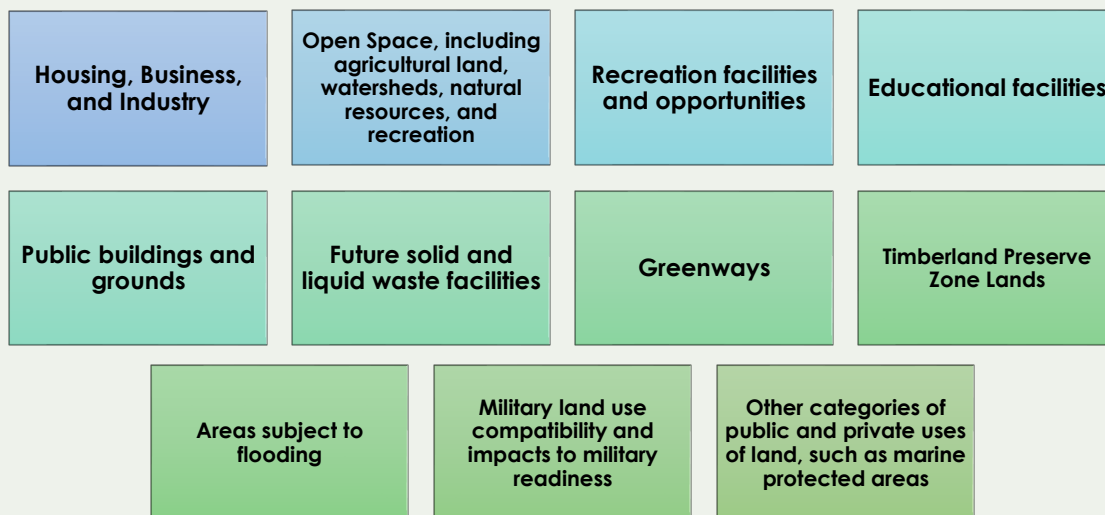 Housing, Business,
and Industry
Open Space, including
agricultural land,
watersheds, natural
resources, and
recreation
Recreation facilities
and opportunities
Educational facilities
Public buildings and
grounds
Future solid and
liquid waste facilities
Greenways
Timberland Preserve
Zone Lands
Areas subject to
flooding
Military land use
compatibility and
impacts to military
readiness
Other categories of
public and private uses
of land, such as marine
protected areas